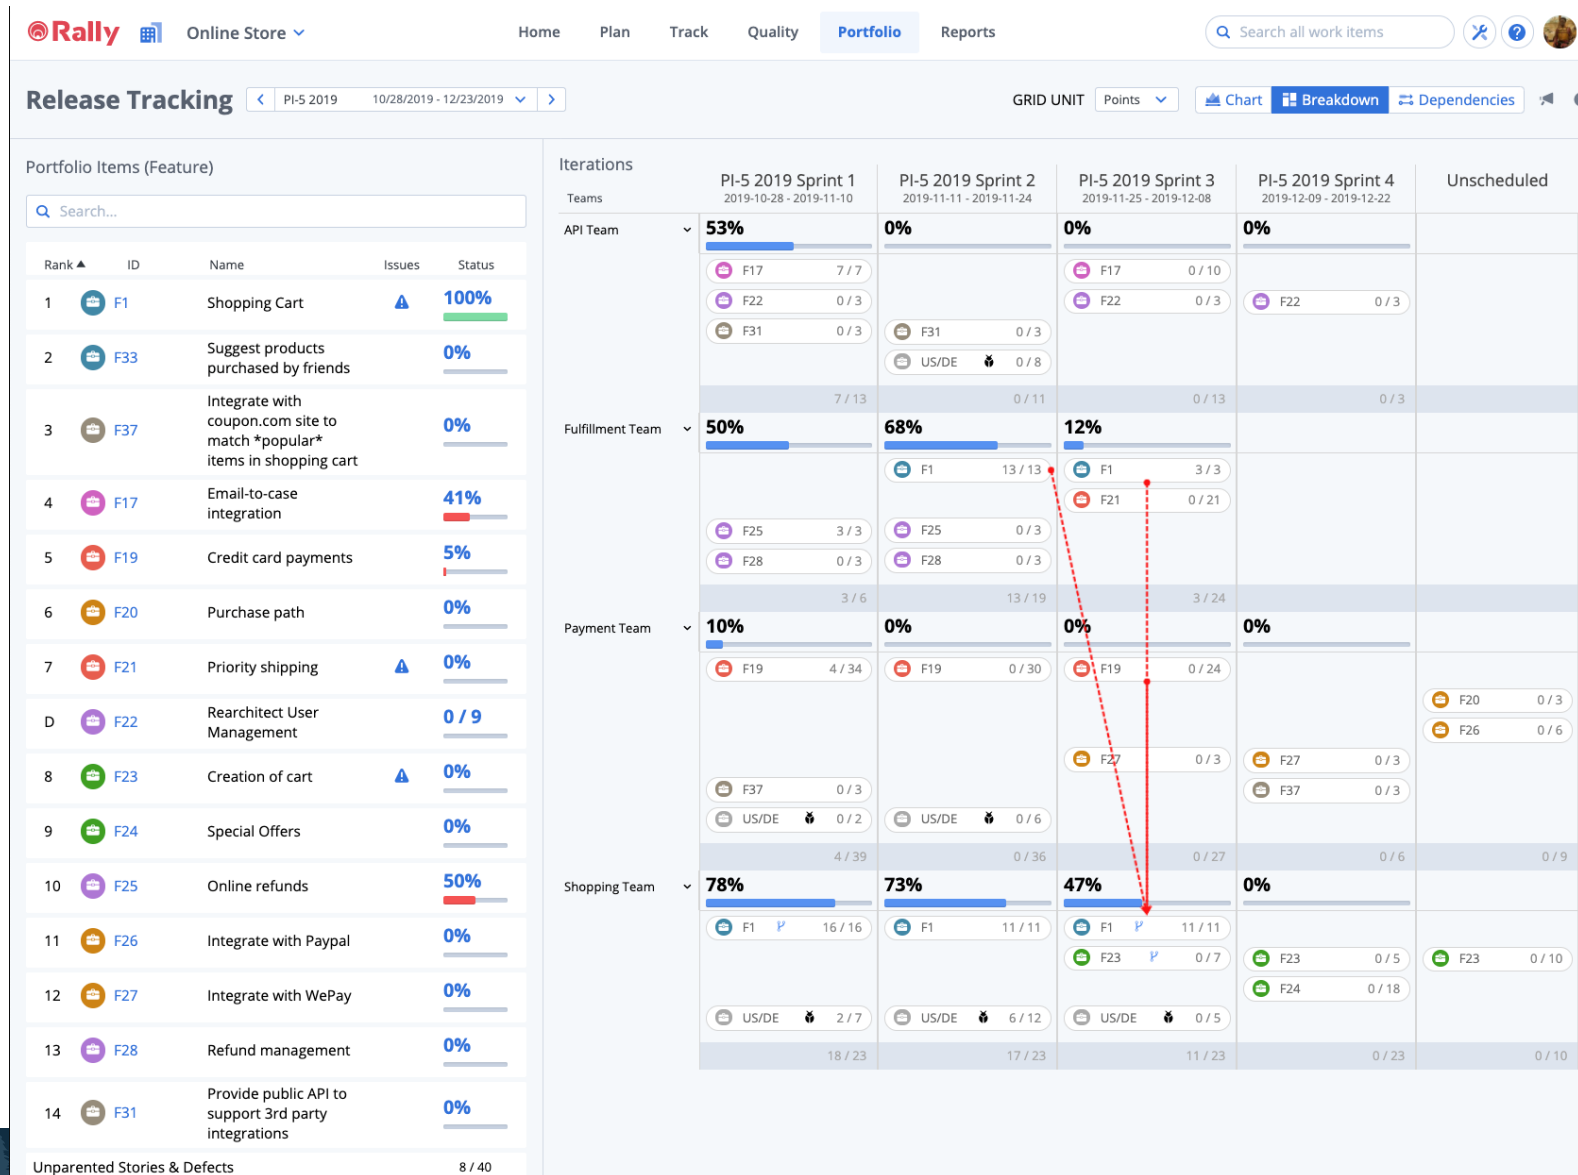 Rally Online Store Home Plan Track Quality Portfolio Reports Search all work items
Release Tracking PI-5 2019 10/28/2019 - 12/23/2019 GRID UNIT Points Chart Breakdown Dependencies
Portfolio Items (Feature)
Search...
Rank ID Name Issues Status
1 F1 Shopping Cart 100%
2 F33 Suggest products
purchased by friends 0%
3 F37 Integrate with
coupon.com site to
match *popular*
items in shopping cart 0%
4 F17 Email-to-case
integration 41%
5 F19 Credit card payments 5%
6 F20 Purchase path 0%
7 F21 Priority shipping 0%
D F22 Rearchitect User
Management 0 / 9
8 F23 Creation of cart 0%
9 F24 Special Offers 0%
10 F25 Online refunds 50%
11 F26 Integrate with Paypal 0%
12 F27 Integrate with WePay 0%
13 F28 Refund management 0%
14 F31 Provide public API to
support 3rd party
integrations 0%
Unparented Stories & Defects 8 / 40
Iterations
Teams
PI-5 2019 Sprint 1 PI-5 2019 Sprint 2 PI-5 2019 Sprint 3 PI-5 2019 Sprint 4 Unscheduled
2019-10-28 - 2019-11-10 2019-11-11 - 2019-11-24 2019-11-25 - 2019-12-08 2019-12-09 - 2019-12-22
API Team 53% 0% 0% 0%
F17 7 / 7 F17 0 / 10
F22 0 / 3 F22 0 / 3 F22 0 / 3
F31 0 / 3 F31 0 / 3
US/DE 0 / 8
7 / 13 0 / 11 0 / 13 0 / 3
Fulfillment Team 50% 68% 12%
F1 13 / 13 F1 3 / 3
F21 0 / 21
F25 3 / 3 F25 0 / 3
F28 0 / 3 F28 0 / 3
3 / 6 13 / 19 3 / 24
Payment Team 10% 0% 0% 0%
F19 4 / 34 F19 0 / 30 F19 0 / 24
F20 0 / 3
F26 0 / 6
F27 0 / 3 F27 0 / 3
F37 0 / 3 F37 0 / 3
US/DE 0 / 2 US/DE 0 / 6
4 / 39 0 / 36 0 / 27 0 / 6 0 / 9
Shopping Team 78% 73% 47% 0%
F1 16 / 16 F1 11 / 11 F1 11 / 11
F23 0 / 7 F23 0 / 5 F23 0 / 10
F24 0 / 18
US/DE 2 / 7 US/DE 6 / 12 US/DE 0 / 5
18 / 23 17 / 23 11 / 23 0 / 23 0 / 10